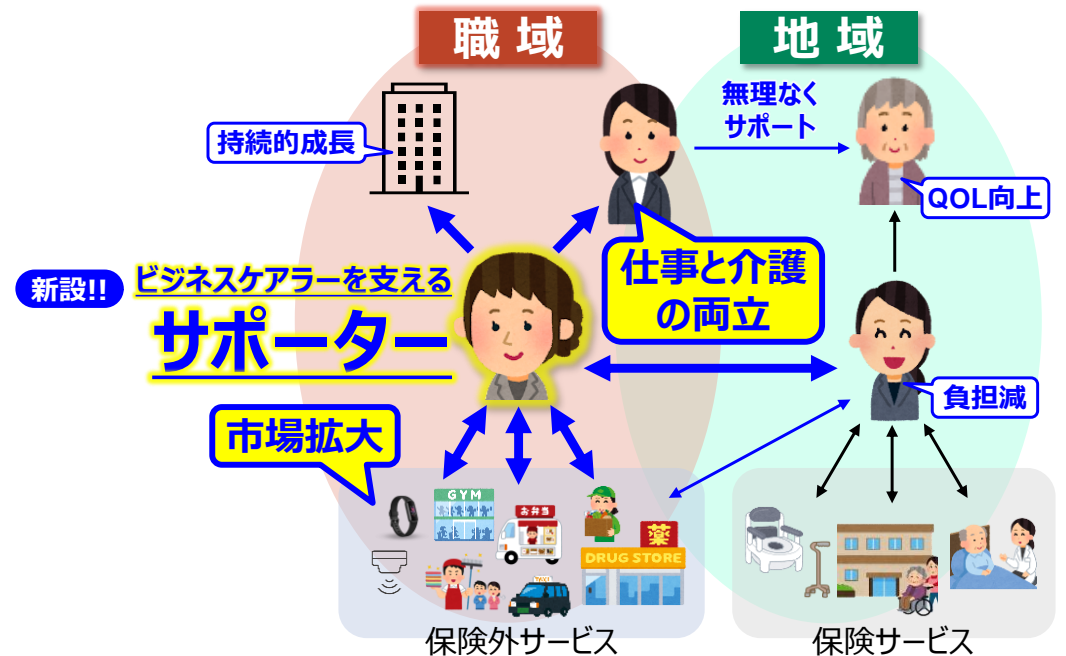 職域
地域
無理なく
サポート
持続的成長
QOL向上
仕事と介護
の両立
新設!!
ビジネスケアラーを支える
サポーター
負担減
市場拡大
GYM
お弁当
薬
DRUG STORE
TAXI
保険外サービス
保険サービス